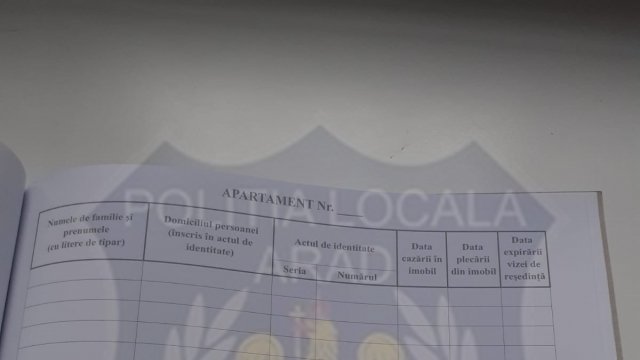 APARTAMENT Nr. ____
Numele de familie și
prenumele
(cu litere de tipar)
Domiciliul persoanei
(înscris în actul de
identitate)
Actul de identitate
Seria
Numărul
Data
cazării în
imobil
Data
plecării
din imobil
Data
expirării
vizei de
reședință
POLIȚIA LOCALA
ARAD